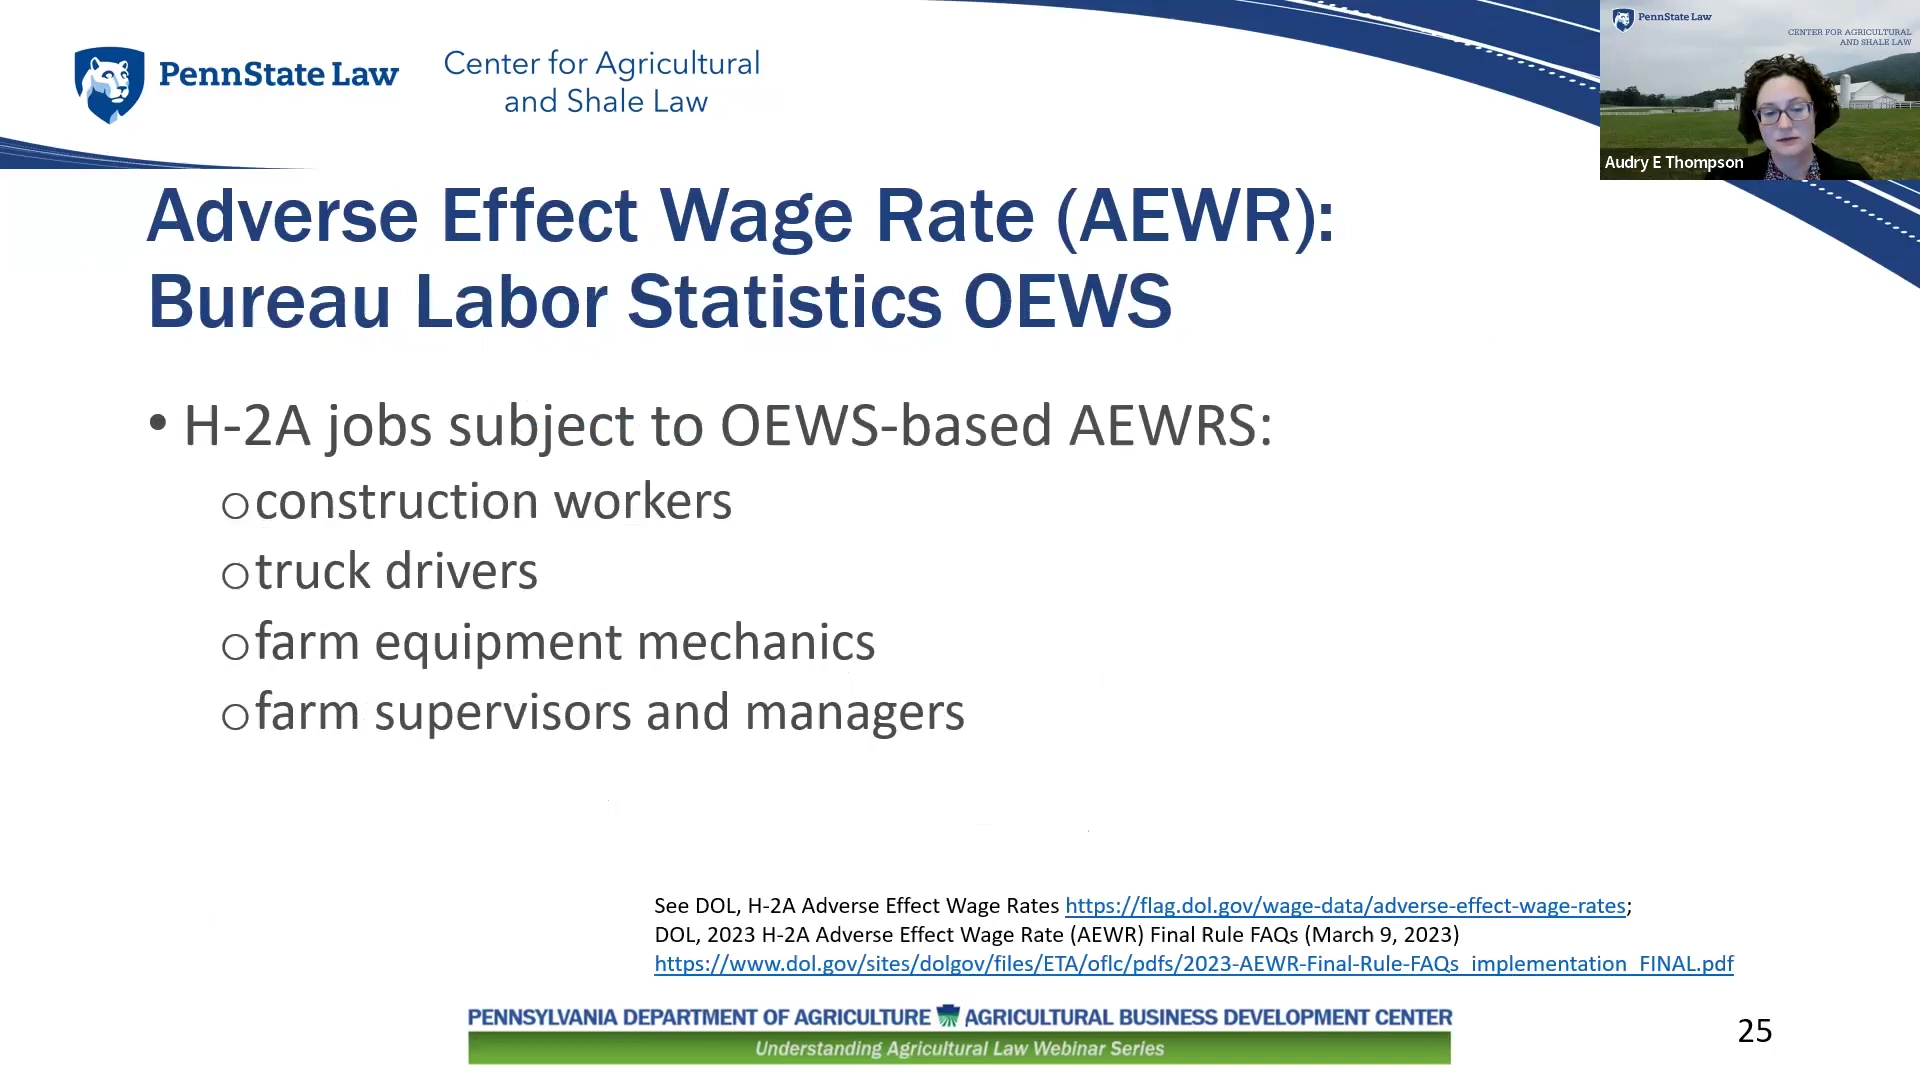 PennState Law
Center for Agricultural
and Shale Law
PennState Law
CENTER FOR AGRICULTURAL
AND SHALE LAW
Audry E Thompson
Adverse Effect Wage Rate (AEWR):
Bureau Labor Statistics OEWS
• H-2A jobs subject to OEWS-based AEWRS:
o construction workers
o truck drivers
o farm equipment mechanics
o farm supervisors and managers
See DOL, H-2A Adverse Effect Wage Rates https://flag.dol.gov/wage-data/adverse-effect-wage-rates;
DOL, 2023 H-2A Adverse Effect Wage Rate (AEWR) Final Rule FAQs (March 9, 2023)
https://www.dol.gov/sites/dolgov/files/ETA/oflc/pdfs/2023-AEWR-Final-Rule-FAQs_implementation_FINAL.pdf
PENNSYLVANIA DEPARTMENT OF AGRICULTURE AGRICULTURAL BUSINESS DEVELOPMENT CENTER
Understanding Agricultural Law Webinar Series
25